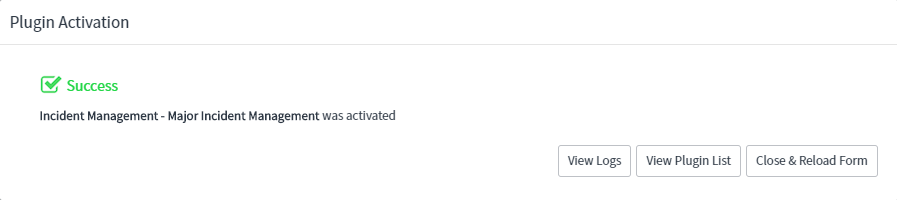 Plugin Activation
Success
Incident Management - Major Incident Management was activated
View Logs View Plugin List Close & Reload Form